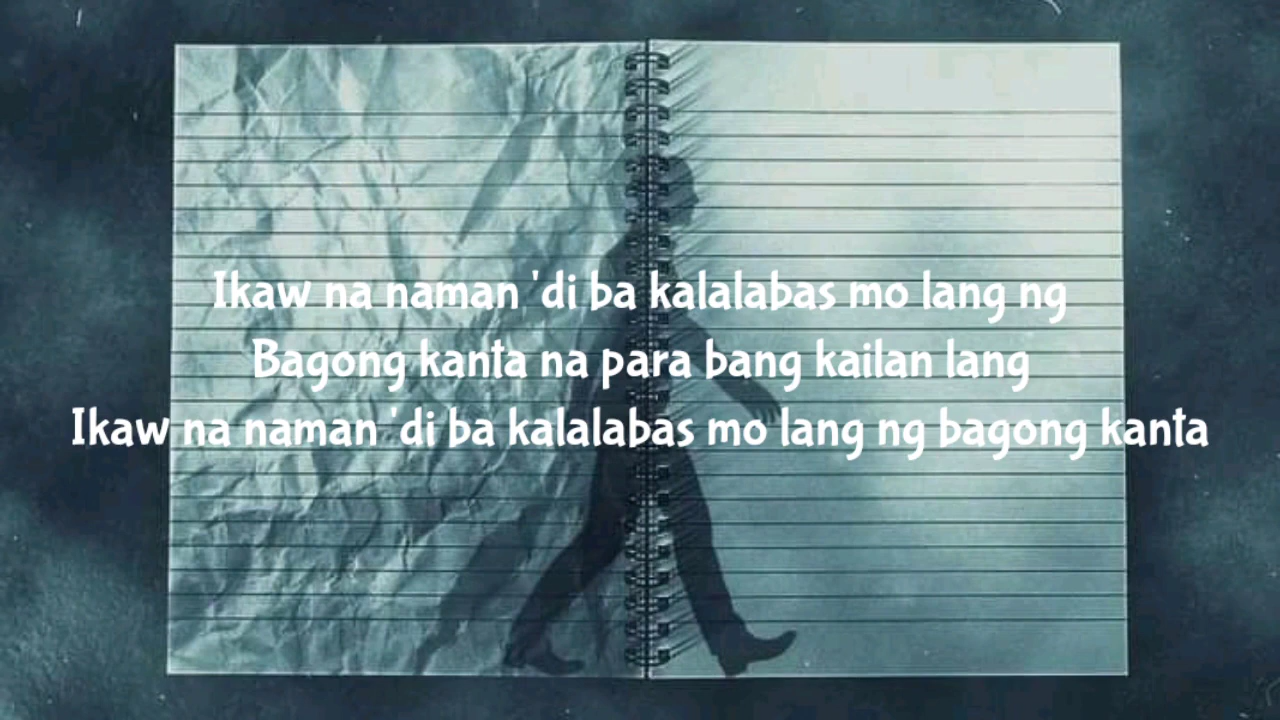 Ikaw na naman 'di ba kalalabas mo lang ng
Bagong kanta na para bang kailan lang
Ikaw na naman 'di ba kalalabas mo lang ng bagong kanta